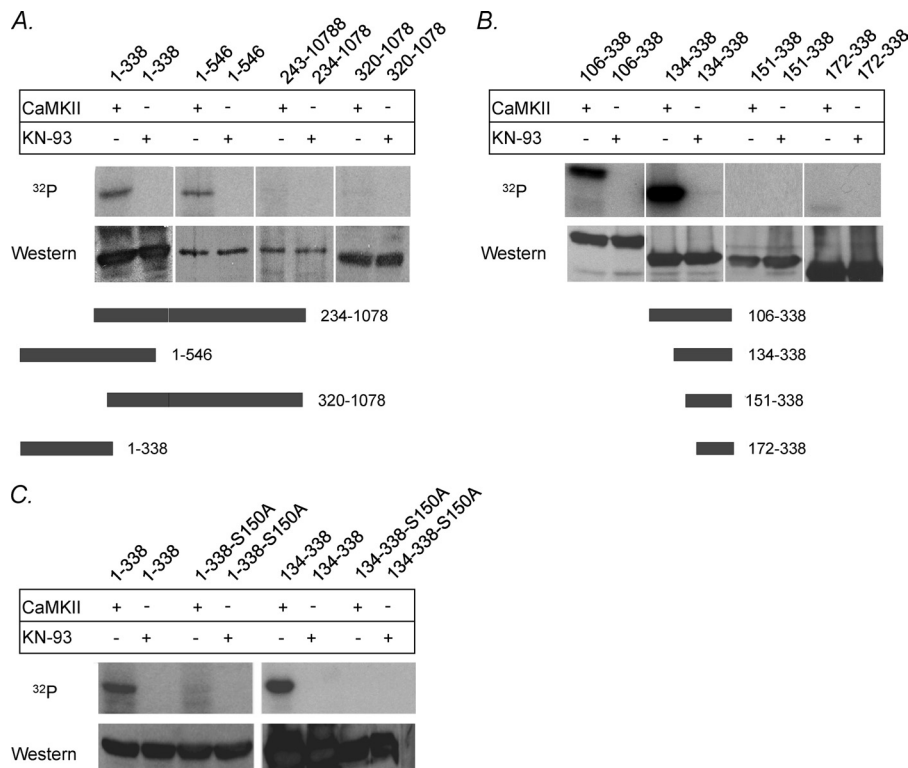 A.
1-338 1-338 1-546 1-546 243-10788 234-1078 320-1078 320-1078
CaMKII + - + - + - + -
KN-93 - + - + - + - +
32P
Western
234-1078
1-546
320-1078
1-338
B.
106-338 106-338 134-338 134-338 151-338 151-338 172-338 172-338
CaMKII + - + - + - + -
KN-93 - + - + - + - +
32P
Western
106-338
134-338
151-338
172-338
C.
1-338 1-338 1-338-S150A 1-338-S150A 134-338 134-338 134-338-S150A 134-338-S150A
CaMKII + - + - + - + -
KN-93 - + - + - + - +
32P
Western